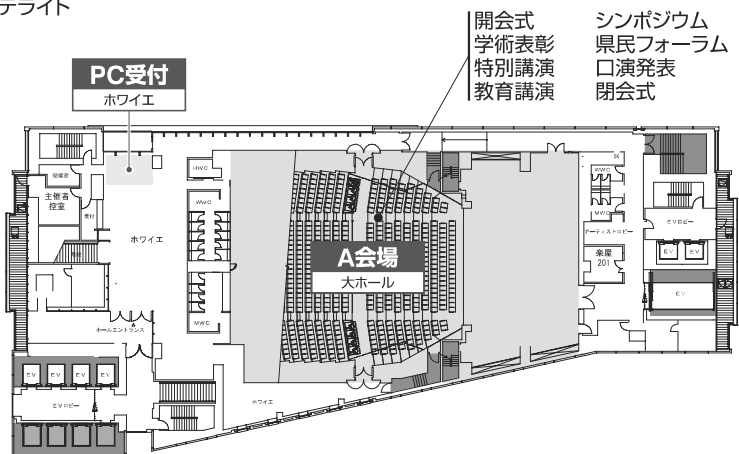 テライト
開会式
学術表彰
特別講演
教育講演
シンポジウム
県民フォーラム
口演発表
閉会式
PC受付
ホワイエ
主催者
控室
受付
ホワイエ
ホールエントランス
HWC
WWC
MWC
A会場
大ホール
SK
WWC
MWC
アーティストロビー
楽屋
201
EVロビー
EV
EV
EV
EV
EV
EV
EV
EVロビー
ホワイエ